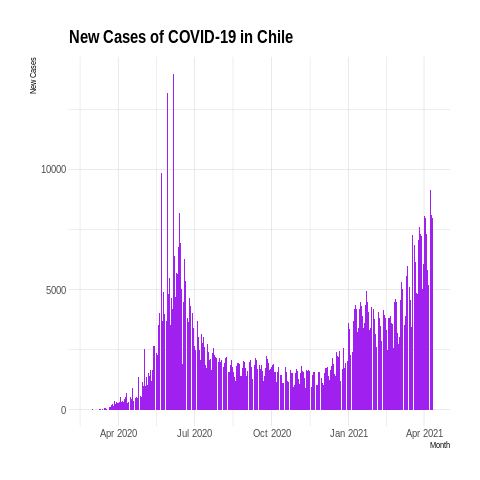 New Cases of COVID-19 in Chile
New Cases
10000
5000
0
Apr 2020 Jul 2020 Oct 2020 Jan 2021 Apr 2021
Month